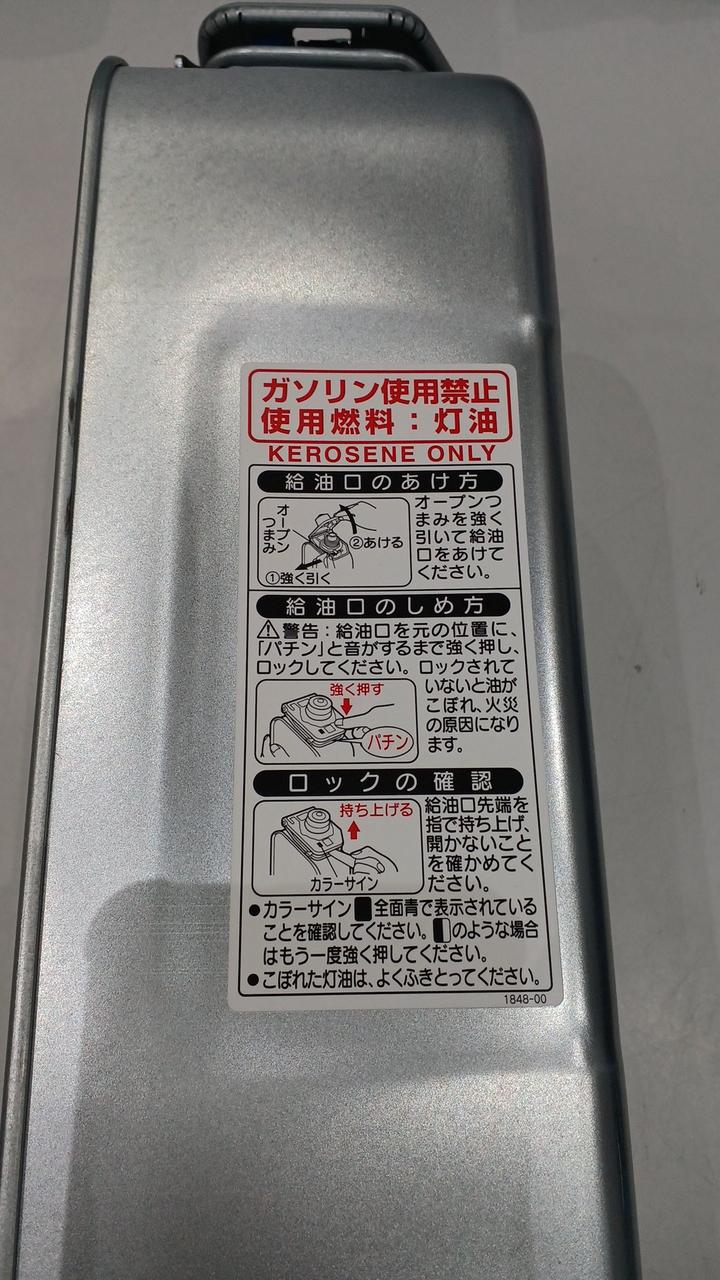 ガソリン使用禁止
使用燃料：灯油
KEROSENE ONLY
給油口のあけ方
オープンつまみ
②あける
①強く引く
オープンつ
まみを強く
引いて給油
口をあけて
ください。
給油口のしめ方
⚠警告：給油口を元の位置に、
「パチン」と音がするまで強く押し、
ロックしてください。ロックされて
いないと油が
こぼれ、火災
の原因になり
ます。
強く押す
パチン
ロックの確認
持ち上げる
カラーサイン
給油口先端を
指で持ち上げ、
開かないこと
を確かめてく
ださい。
●カラーサイン■全面青で表示されている
ことを確認してください。◧のような場合
はもう一度強く押してください。
●こぼれた灯油は、よくふきとってください。
1848-00